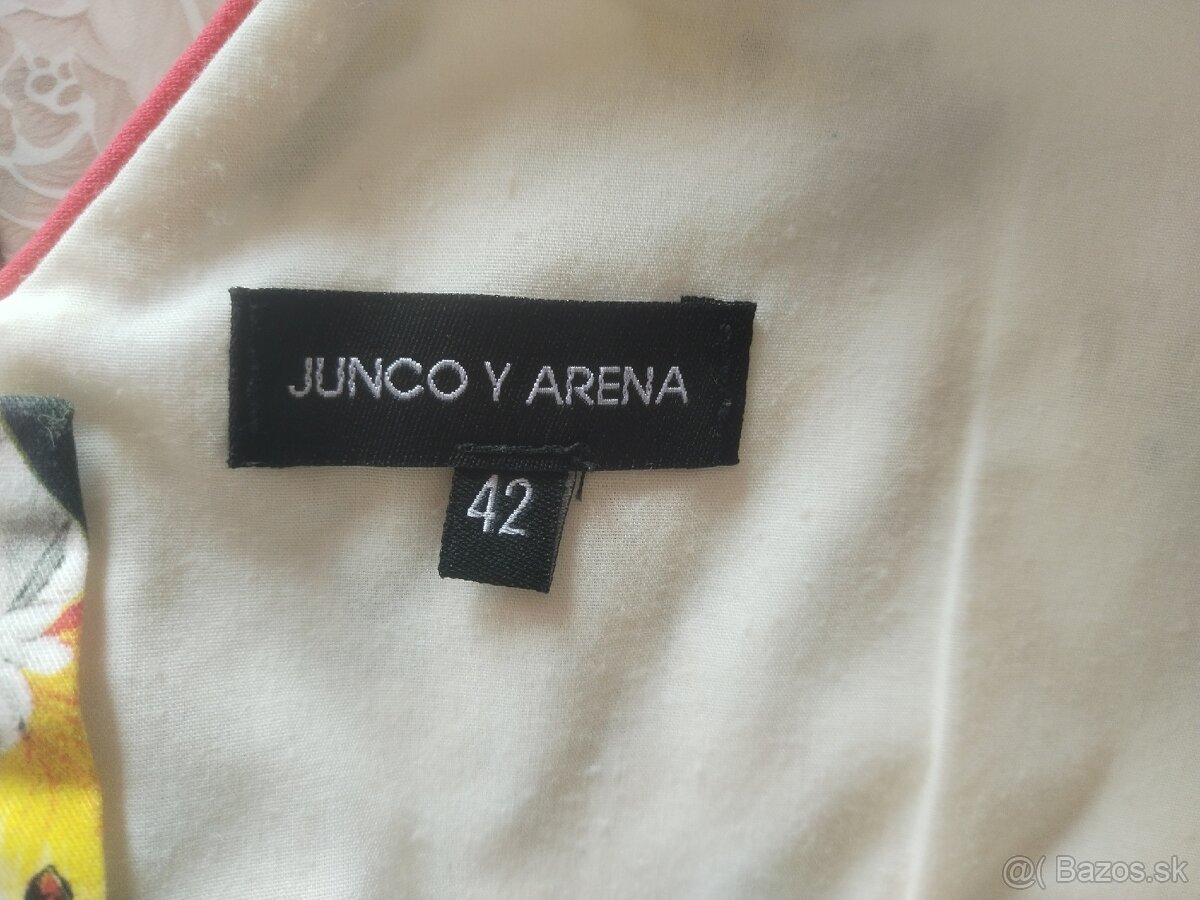 JUNCO Y ARENA
42
@( Bazos.sk